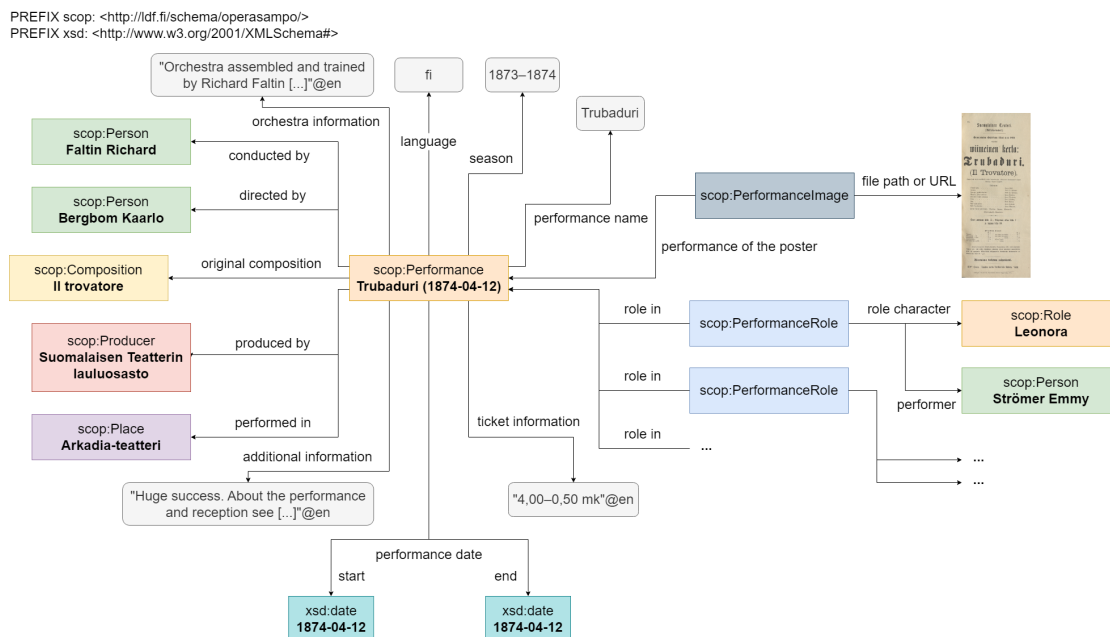 PREFIX scop: <http://ldf.fi/schema/operasampo/>
PREFIX xsd: <http://www.w3.org/2001/XMLSchema#>
"Orchestra assembled and trained
by Richard Faltin [...]"@en
fi
1873–1874
Trubaduri
orchestra information
language
season
performance name
scop:Person
Faltin Richard
conducted by
scop:Person
Bergbom Kaarlo
directed by
scop:Composition
Il trovatore
original composition
scop:Performance
Trubaduri (1874-04-12)
scop:PerformanceImage
file path or URL
wiimeinen kerta:
Trubaduri.
(Il Trovatore).
performance of the poster
scop:Producer
Suomalaisen Teatterin
lauluosasto
produced by
scop:Place
Arkadia-teatteri
performed in
role in
scop:PerformanceRole
role character
scop:Role
Leonora
role in
scop:PerformanceRole
performer
scop:Person
Strömer Emmy
role in
...
...
...
additional information
"Huge success. About the performance
and reception see [...]"@en
ticket information
"4,00–0,50 mk"@en
performance date
start
end
xsd:date
1874-04-12
xsd:date
1874-04-12